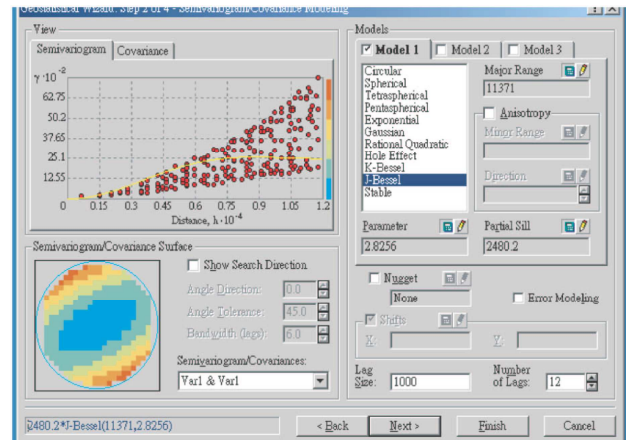 Geostatistical Wizard: Step 2 of 4 - Semivariogram/Covariance Modeling
View
Semivariogram
Covariance
γ·10⁻²
62.75
50.2
37.65
25.1
12.55
0 0.15 0.3 0.45 0.6 0.75 0.9 1.05 1.2
Distance, h·10⁻⁴
Semivariogram/Covariance Surface
Show Search Direction
Angle Direction: 0.0
Angle Tolerance: 45.0
Bandwidth (lags): 6.0
Semivariogram/Covariances:
Var1 & Var1
Models
Model 1
Model 2
Model 3
Circular
Spherical
Tetraspherical
Pentaspherical
Exponential
Gaussian
Rational Quadratic
Hole Effect
K-Bessel
J-Bessel
Stable
Major Range
11371
Anisotropy
Minor Range
Direction
Parameter
2.8256
Partial Sill
2480.2
Nugget
None
Error Modeling
Shifts
X:
Y:
Lag
Size: 1000
Number
of Lags: 12
2480.2*J-Bessel(11371,2.8256)
< Back
Next >
Finish
Cancel